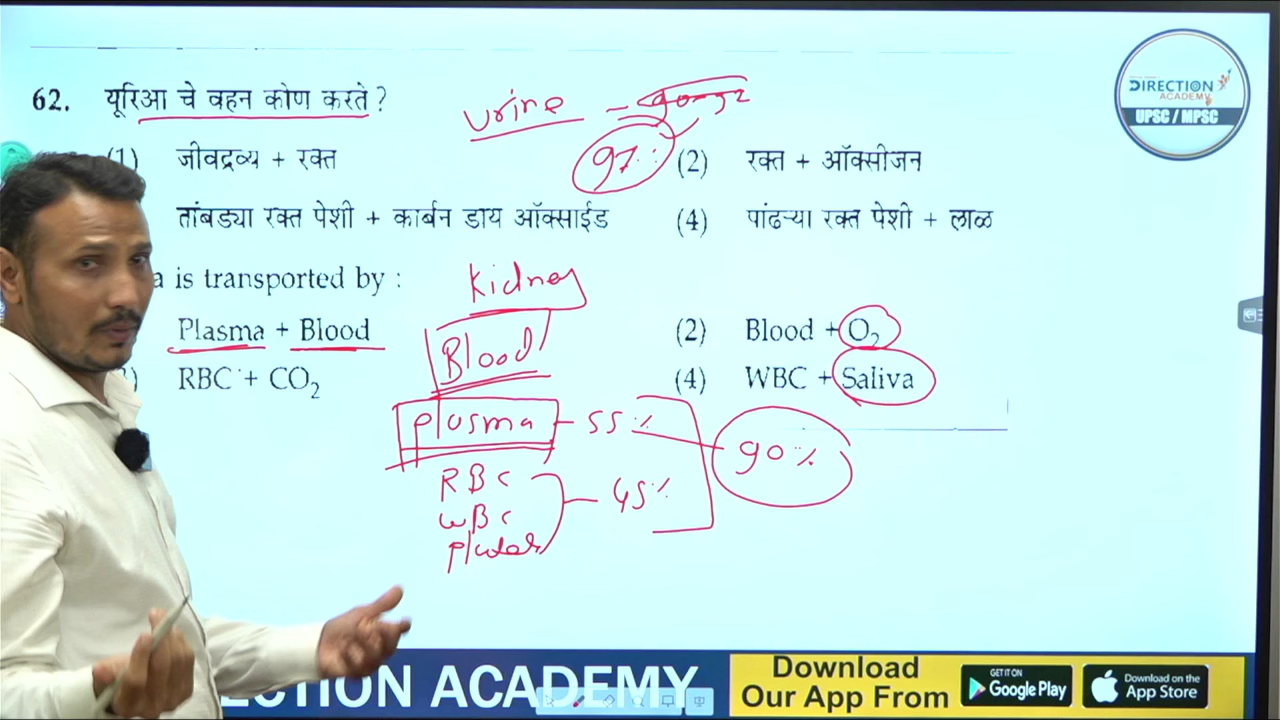 62. यूरिआ चे वहन कोण करते ?
urine – 90-92
97%
(1) जीवद्रव्य + रक्त
(2) रक्त + ऑक्सीजन
तांबड्या रक्त पेशी + कार्बन डाय ऑक्साईड
(4) पांढऱ्या रक्त पेशी + लाळ
a is transported by :
Kidney
Plasma + Blood
(2) Blood + O₂
Blood
RBC + CO₂
(4) WBC + Saliva
plasma – 55%
90%
RBC
WBC
45%
DIRECTION
ACADEMY
UPSC / MPSC
RECTION ACADEMY
Download
Our App From
GET IT ON
Google Play
Download on the
App Store